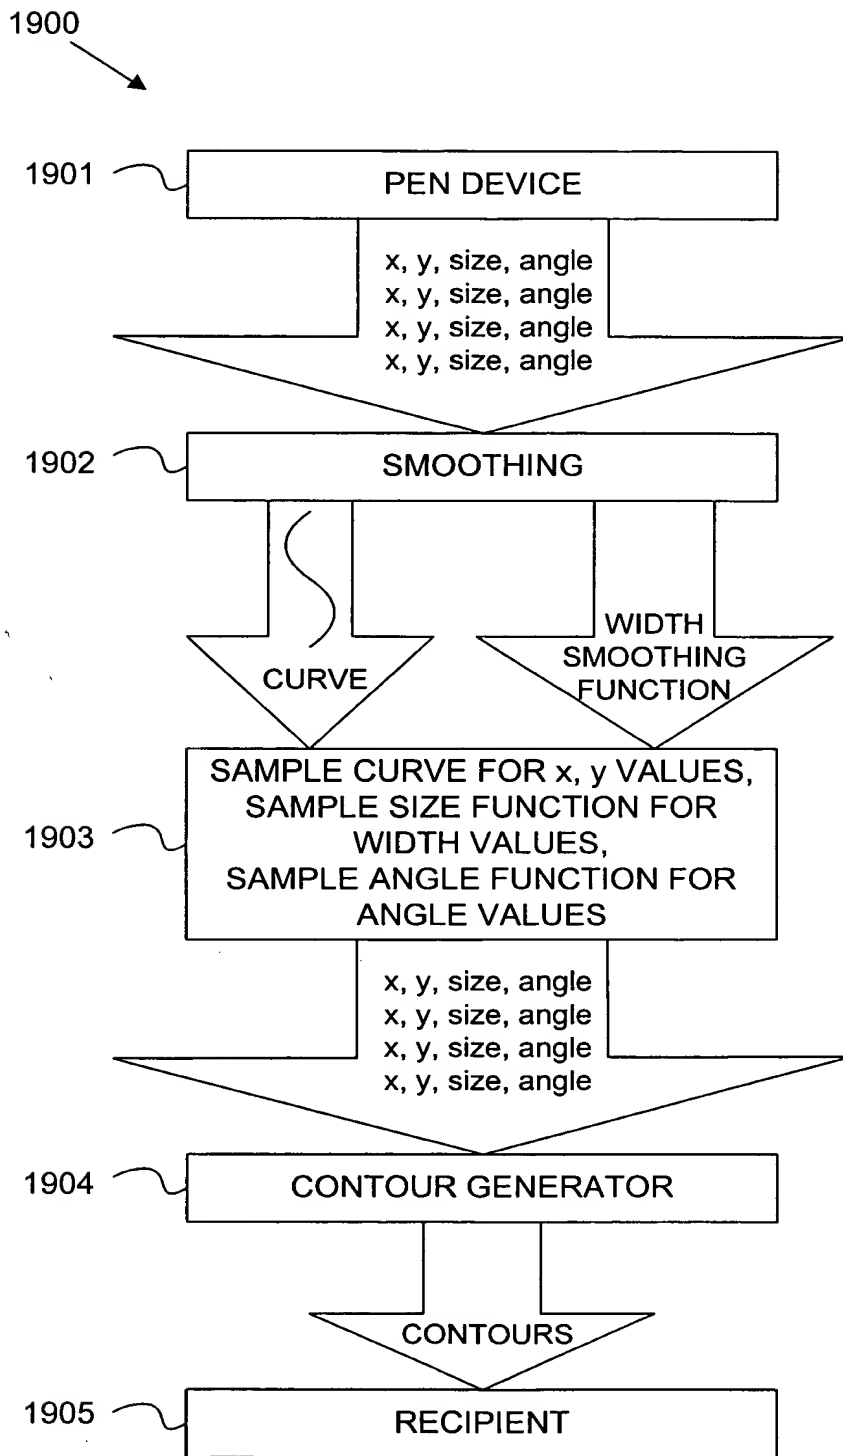 1900
1901
PEN DEVICE
x, y, size, angle
x, y, size, angle
x, y, size, angle
x, y, size, angle
1902
SMOOTHING
CURVE
WIDTH
SMOOTHING
FUNCTION
1903
SAMPLE CURVE FOR x, y VALUES,
SAMPLE SIZE FUNCTION FOR
WIDTH VALUES,
SAMPLE ANGLE FUNCTION FOR
ANGLE VALUES
x, y, size, angle
x, y, size, angle
x, y, size, angle
x, y, size, angle
1904
CONTOUR GENERATOR
CONTOURS
1905
RECIPIENT